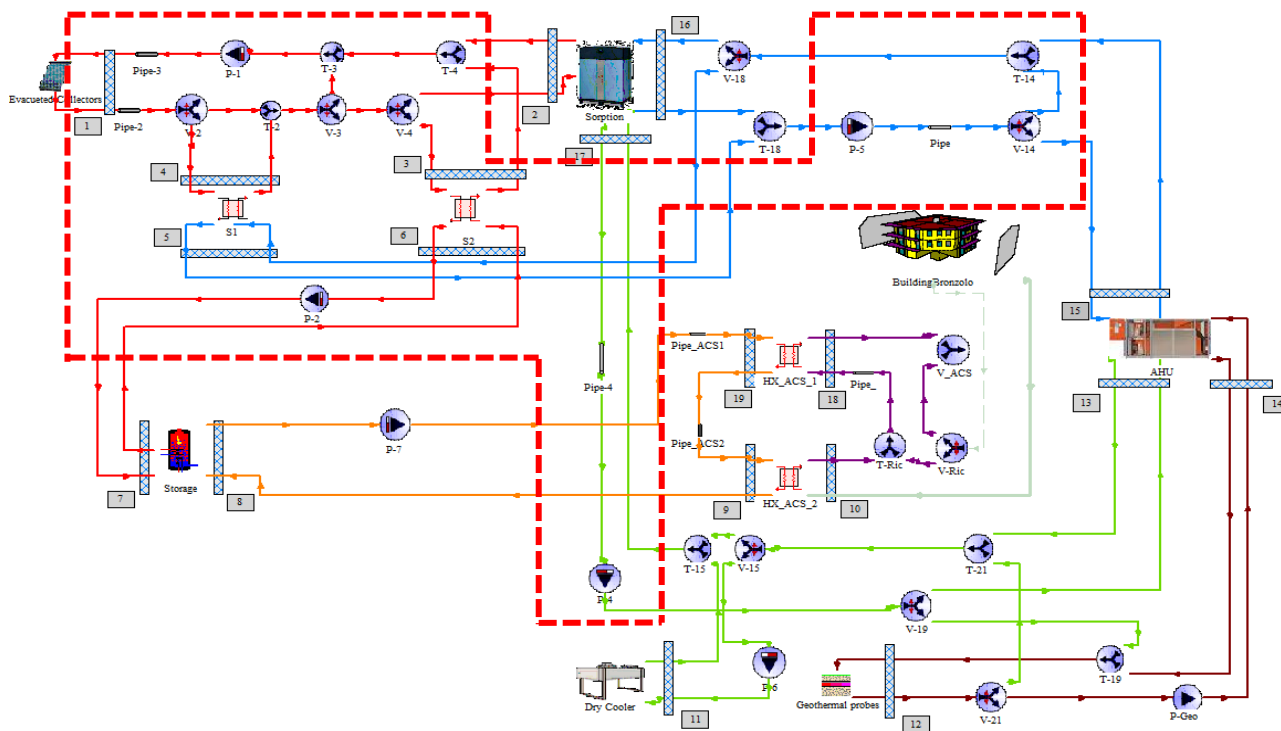 16
P-1
T-3
T-4
V-18
T-14
Pipe-3
Evacueted Collectors
1
Pipe-2
V-2
T-2
V-3
V-4
2
Sorption
17
T-18
P-5
Pipe
V-14
4
3
S1
S2
5
6
BuildingBronzolo
P-2
15
Pipe_ACS1
AHU
Pipe-4
HX_ACS_1
Pipe_
V_ACS
19
18
13
14
P-7
Pipe_ACS2
T-Ric
V-Ric
Storage
7
8
HX_ACS_2
9
10
T-15
V-15
T-21
P-4
V-19
P-6
T-19
Dry Cooler
11
Geothermal probes
12
V-21
P-Geo